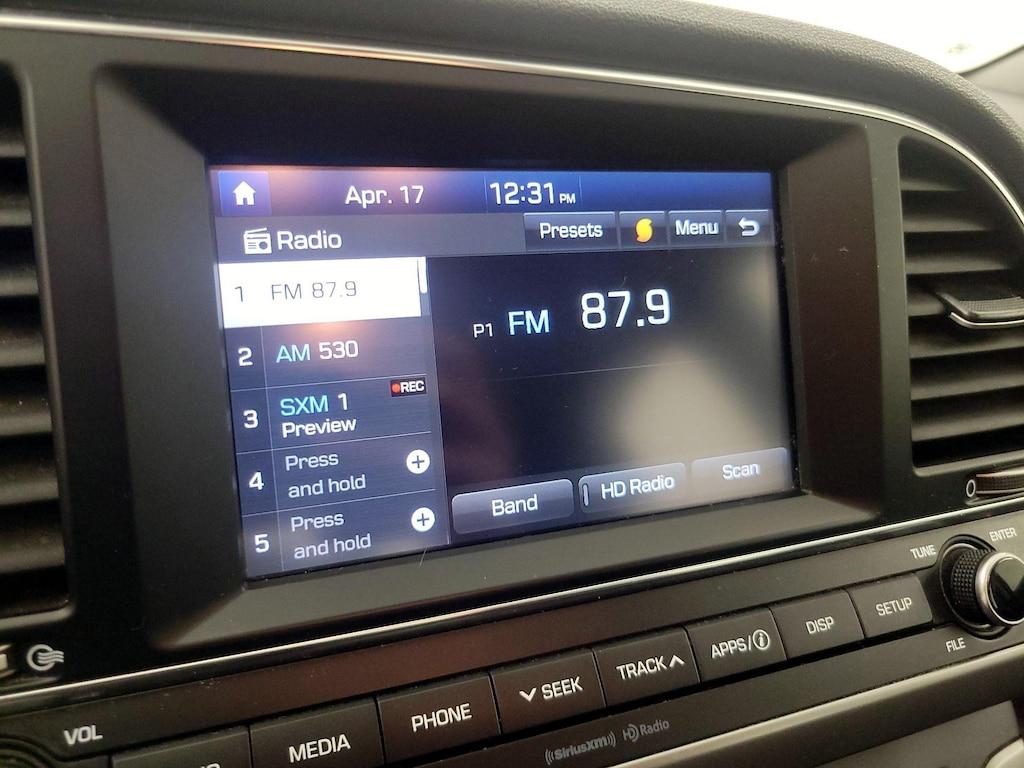 Apr. 17 12:31 PM
Radio Presets Menu
1 FM 87.9
P1 FM 87.9
2 AM 530
REC
3 SXM 1
Preview
4 Press
and hold
5 Press
and hold
Band HD Radio Scan
TUNE ENTER
FILE
VOL MEDIA PHONE SEEK TRACK APPS/i DISP SETUP
((SiriusXM)) HD Radio